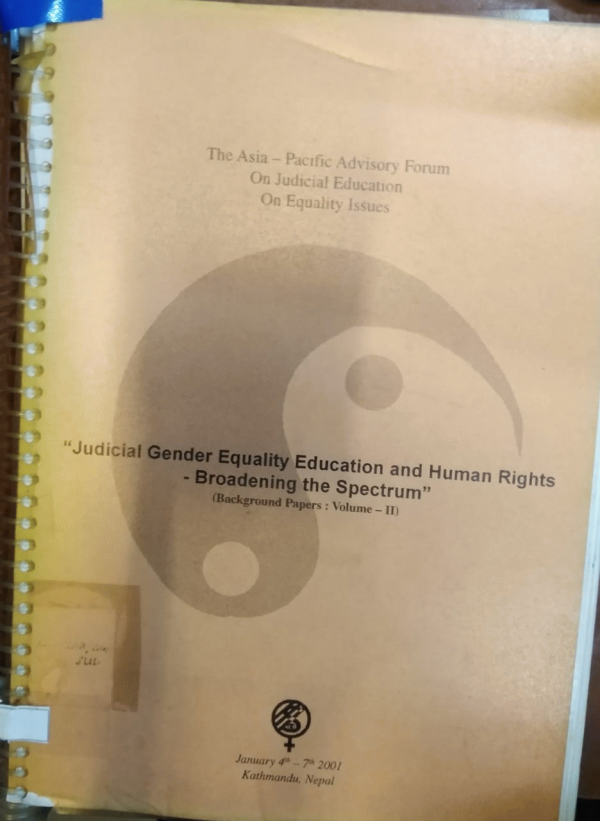 The Asia – Pacific Advisory Forum
On Judicial Education
On Equality Issues
“Judicial Gender Equality Education and Human Rights
- Broadening the Spectrum”
(Background Papers : Volume – II)
January 4th – 7th 2001
Kathmandu, Nepal